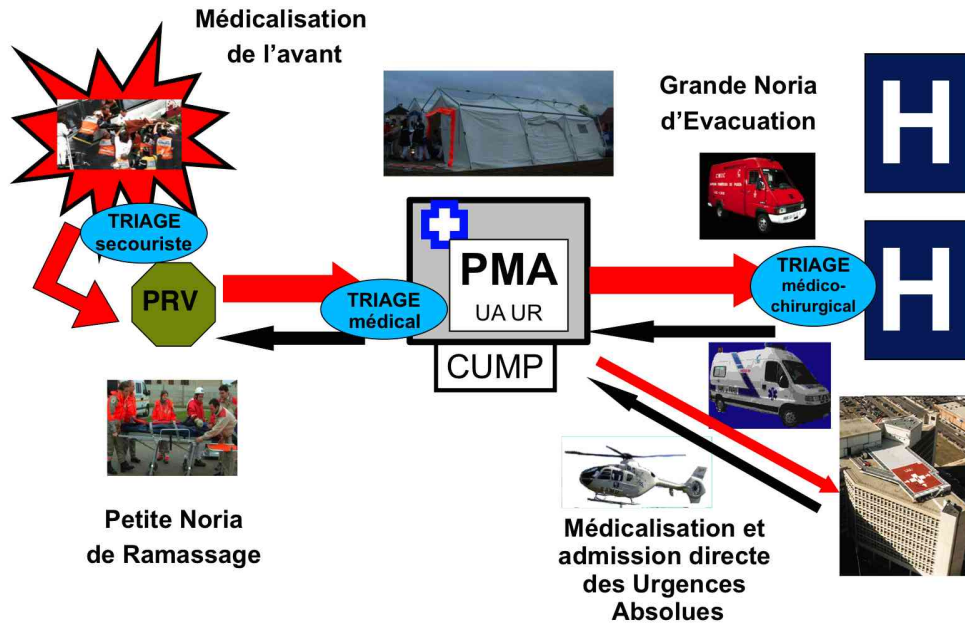 Médicalisation
de l'avant
Grande Noria
d'Evacuation
H
TRIAGE
secouriste
PRV
TRIAGE
médical
PMA
UA UR
CUMP
TRIAGE
médico-
chirurgical
H
Petite Noria
de Ramassage
Médicalisation et
admission directe
des Urgences
Absolues